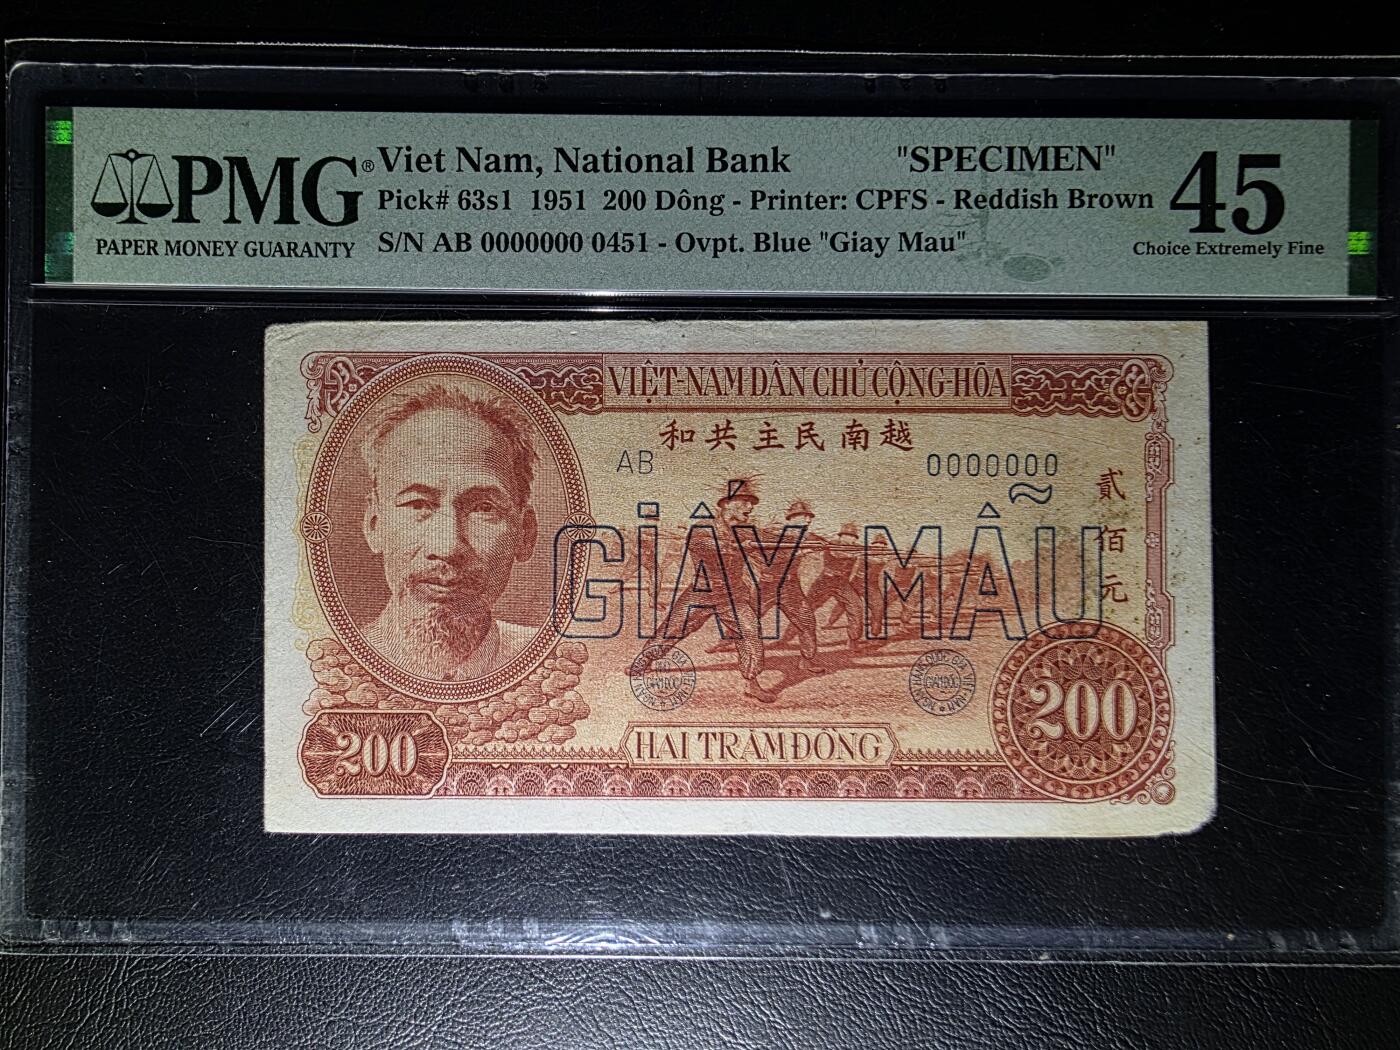 PMG®
PAPER MONEY GUARANTY
Viet Nam, National Bank "SPECIMEN"
Pick# 63s1 1951 200 Dông - Printer: CPFS - Reddish Brown
S/N AB 0000000 0451 - Ovpt. Blue "Giay Mau"
45
Choice Extremely Fine
VIỆT-NAM DÂN CHỦ CỘNG-HÒA
和共主民南越
AB 0000000
貳佰元
GIẤY MẪU
200
HAI TRĂM ĐỒNG
200